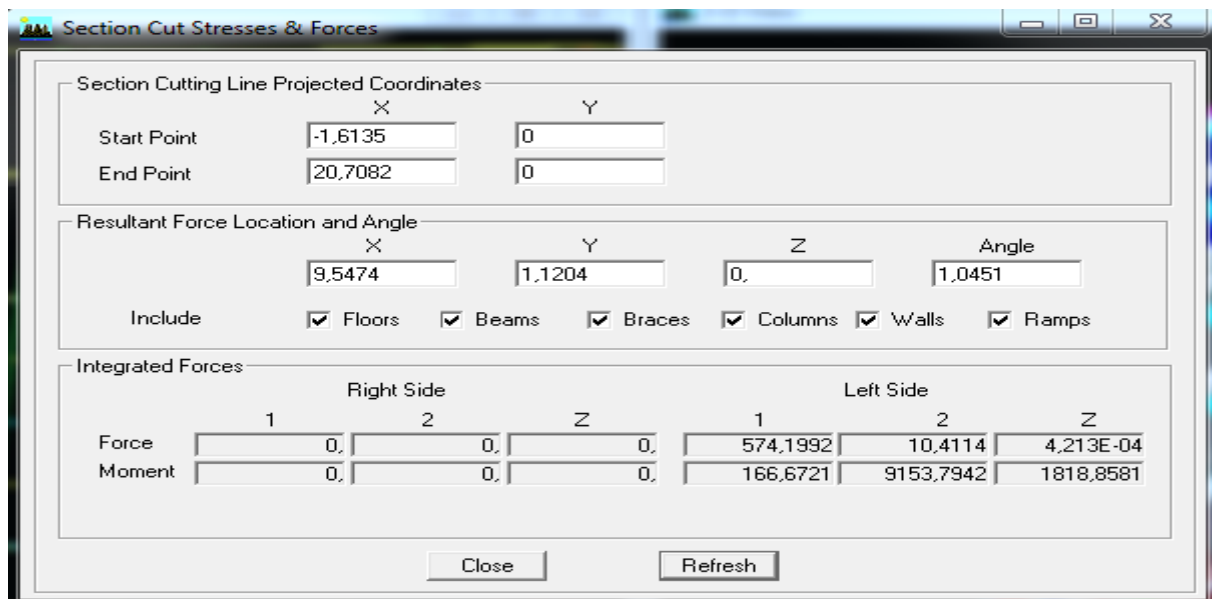 Section Cut Stresses & Forces
Section Cutting Line Projected Coordinates
X Y
Start Point -1,6135 0
End Point 20,7082 0
Resultant Force Location and Angle
X Y Z Angle
9,5474 1,1204 0, 1,0451
Include Floors Beams Braces Columns Walls Ramps
Integrated Forces
Right Side Left Side
1 2 Z 1 2 Z
Force 0, 0, 0, 574,1992 10,4114 4,213E-04
Moment 0, 0, 0, 166,6721 9153,7942 1818,8581
Close Refresh